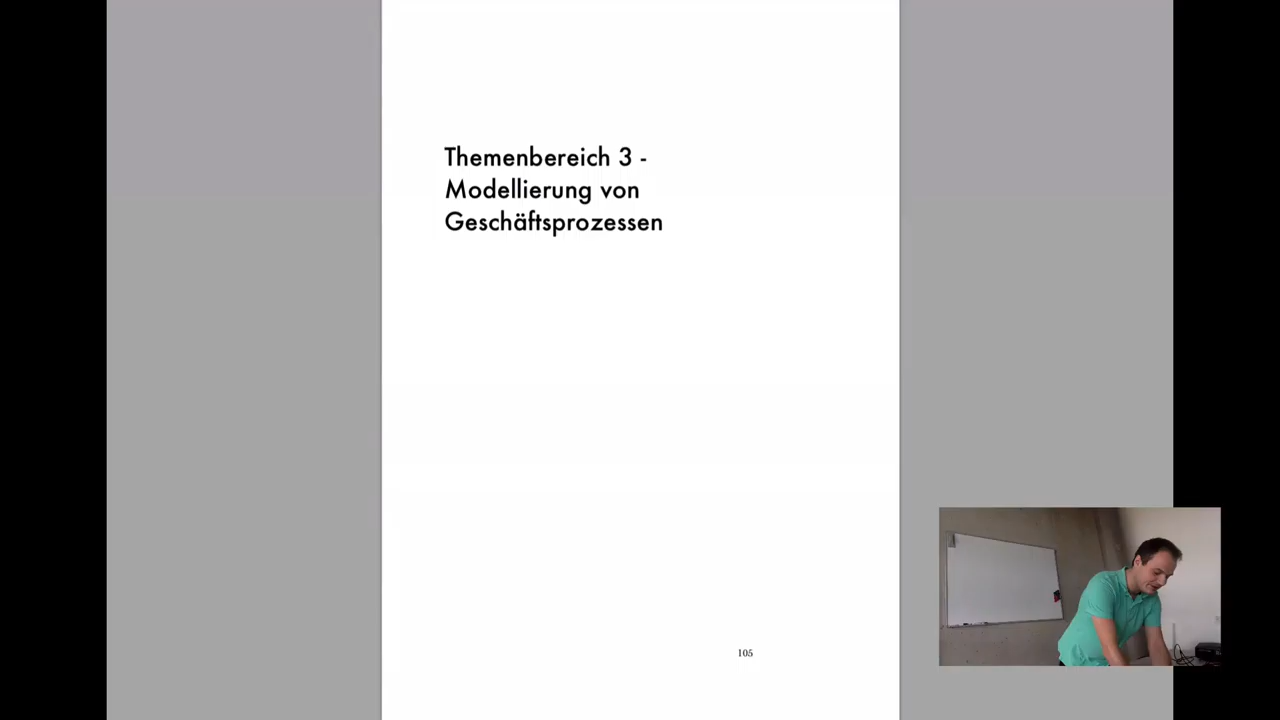 Themenbereich 3 -
Modellierung von
Geschäftsprozessen
105